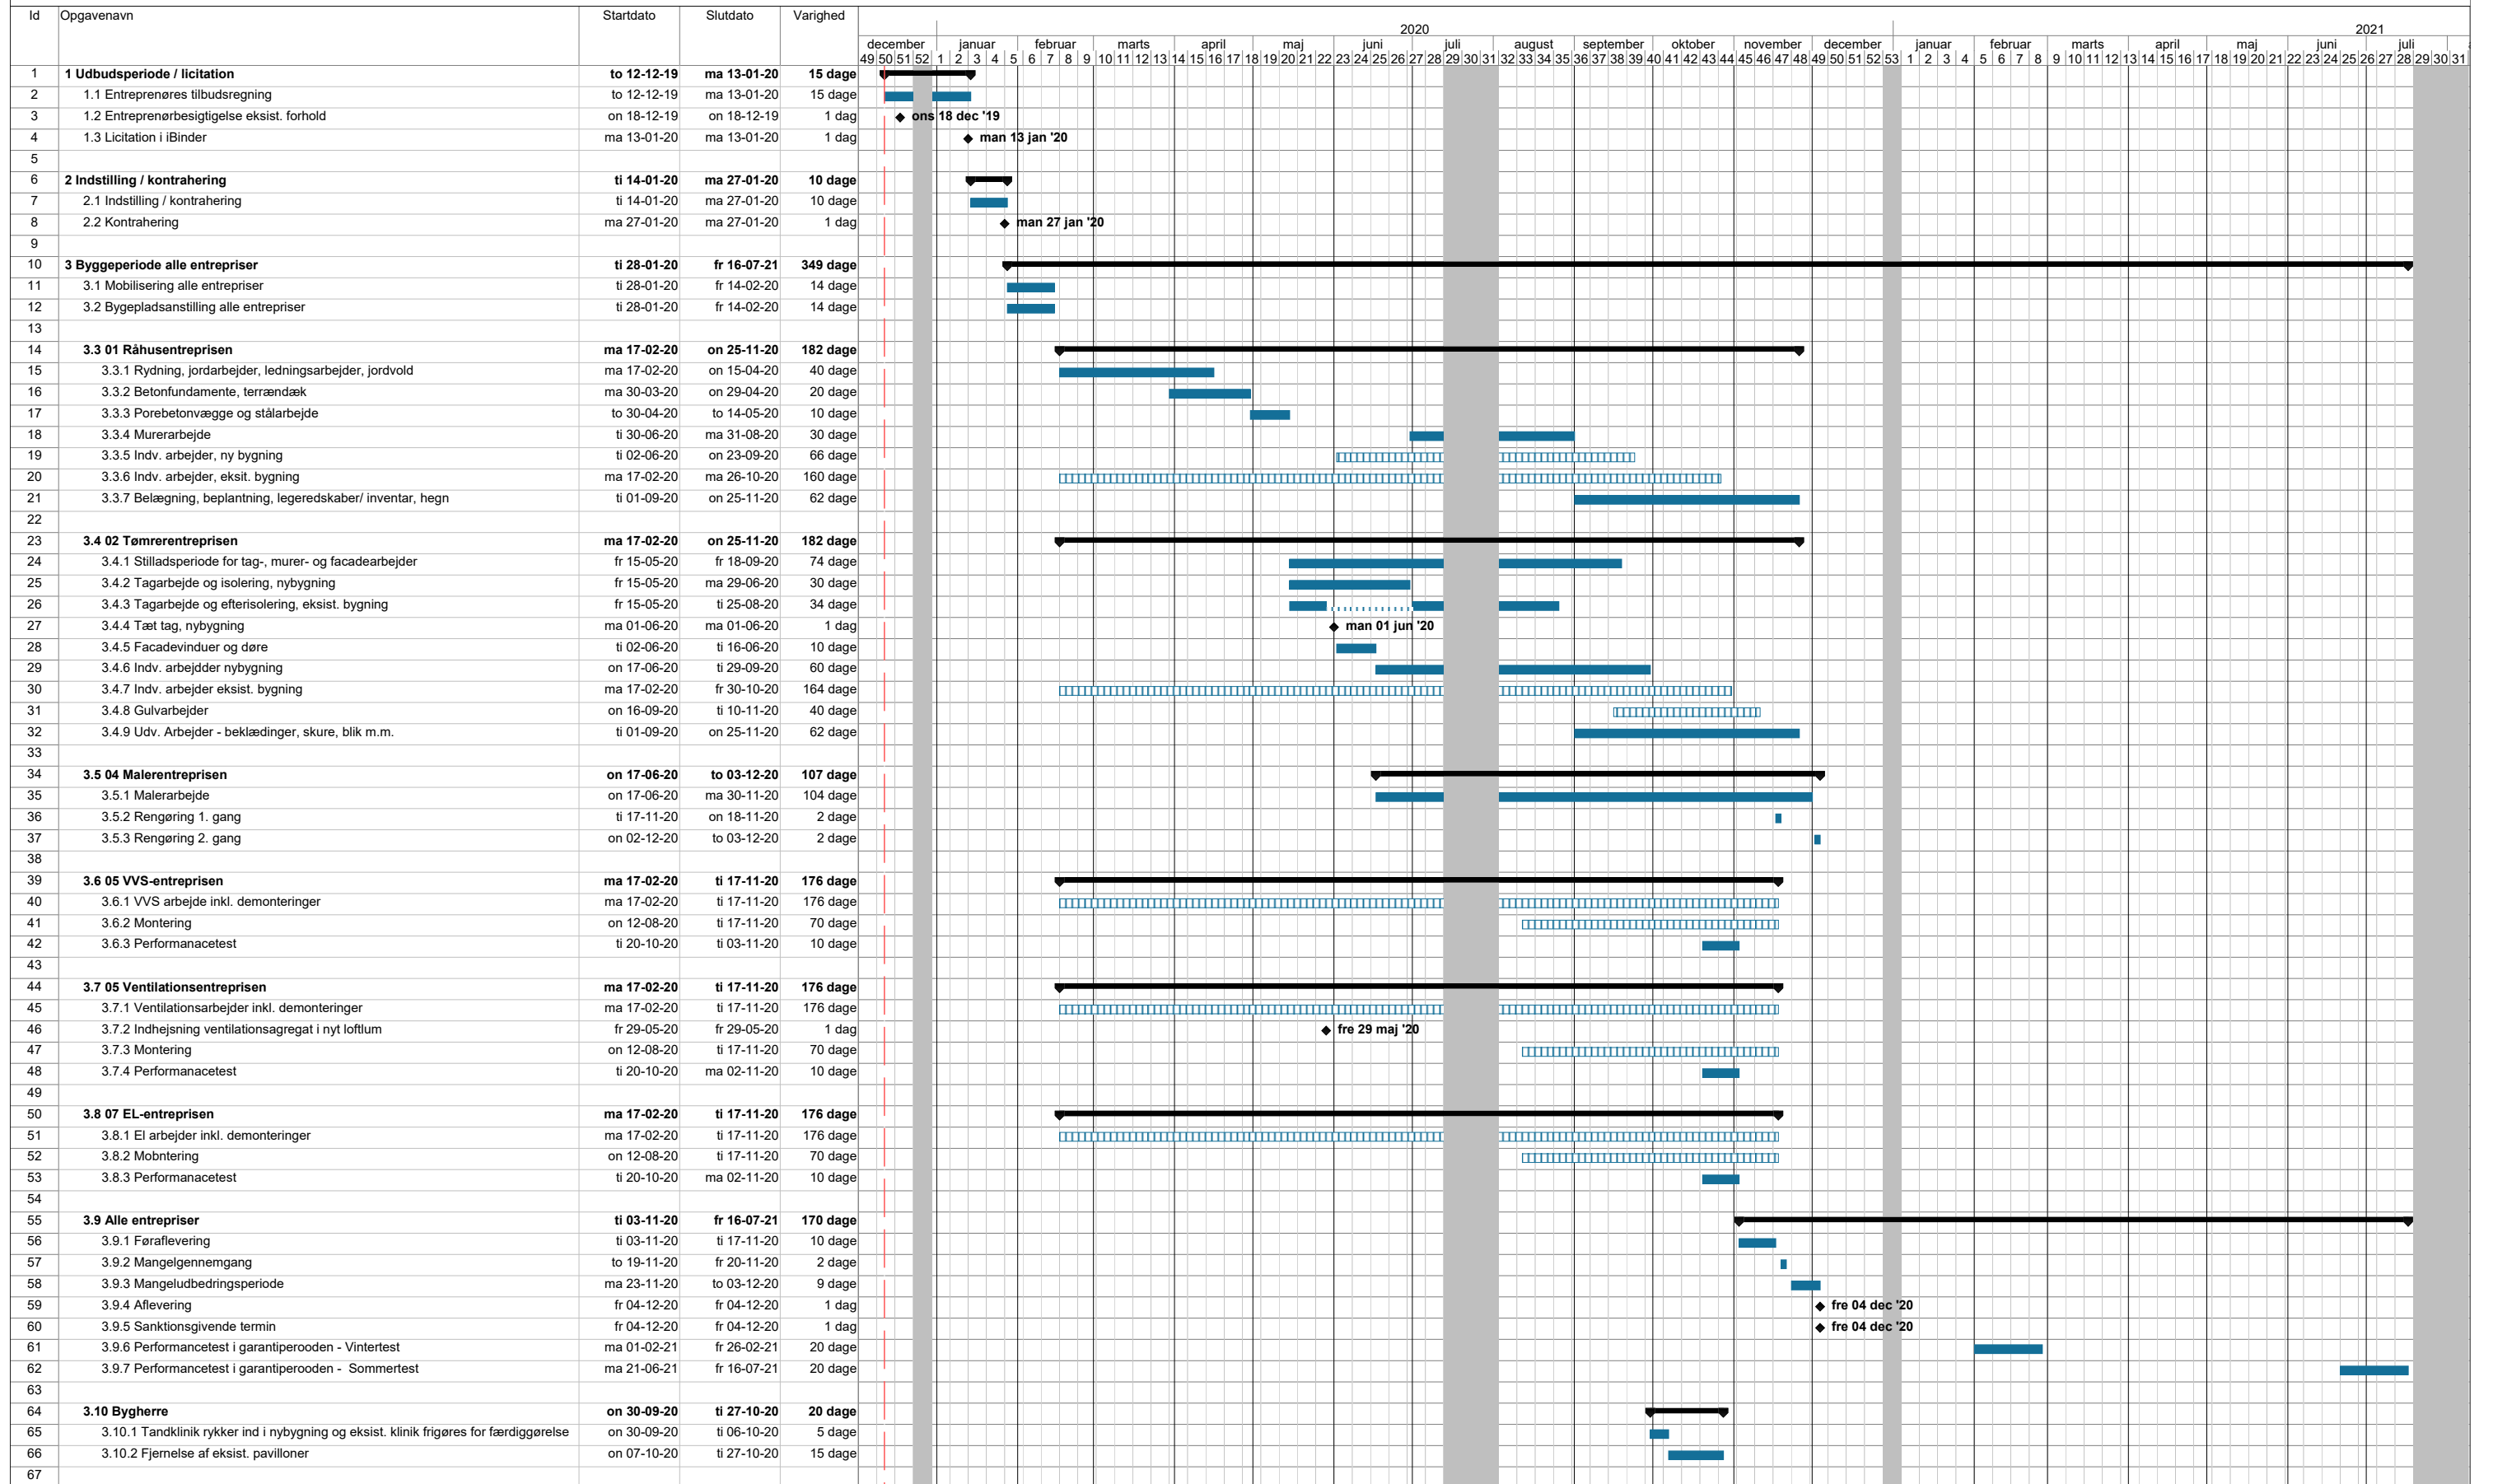 Id Opgavenavn Startdato Slutdato Varighed
2020 2021
december januar februar marts april maj juni juli august september oktober november december januar februar marts april maj juni juli
49 50 51 52 1 2 3 4 5 6 7 8 9 10 11 12 13 14 15 16 17 18 19 20 21 22 23 24 25 26 27 28 29 30 31 32 33 34 35 36 37 38 39 40 41 42 43 44 45 46 47 48 49 50 51 52 53 1 2 3 4 5 6 7 8 9 10 11 12 13 14 15 16 17 18 19 20 21 22 23 24 25 26 27 28 29 30 31
1 1 Udbudsperiode / licitation to 12-12-19 ma 13-01-20 15 dage
2 1.1 Entreprenøres tilbudsregning to 12-12-19 ma 13-01-20 15 dage
3 1.2 Entreprenørbesigtigelse eksist. forhold on 18-12-19 on 18-12-19 1 dag ons 18 dec '19
4 1.3 Licitation i iBinder ma 13-01-20 ma 13-01-20 1 dag man 13 jan '20
5
6 2 Indstilling / kontrahering ti 14-01-20 ma 27-01-20 10 dage
7 2.1 Indstilling / kontrahering ti 14-01-20 ma 27-01-20 10 dage
8 2.2 Kontrahering ma 27-01-20 ma 27-01-20 1 dag man 27 jan '20
9
10 3 Byggeperiode alle entrepriser ti 28-01-20 fr 16-07-21 349 dage
11 3.1 Mobilisering alle entrepriser ti 28-01-20 fr 14-02-20 14 dage
12 3.2 Bygepladsanstilling alle entrepriser ti 28-01-20 fr 14-02-20 14 dage
13
14 3.3 01 Råhusentreprisen ma 17-02-20 on 25-11-20 182 dage
15 3.3.1 Rydning, jordarbejder, ledningsarbejder, jordvold ma 17-02-20 on 15-04-20 40 dage
16 3.3.2 Betonfundamente, terrændæk ma 30-03-20 on 29-04-20 20 dage
17 3.3.3 Porebetonvægge og stålarbejde to 30-04-20 to 14-05-20 10 dage
18 3.3.4 Murerarbejde ti 30-06-20 ma 31-08-20 30 dage
19 3.3.5 Indv. arbejder, ny bygning ti 02-06-20 on 23-09-20 66 dage
20 3.3.6 Indv. arbejder, eksit. bygning ma 17-02-20 ma 26-10-20 160 dage
21 3.3.7 Belægning, beplantning, legeredskaber/ inventar, hegn ti 01-09-20 on 25-11-20 62 dage
22
23 3.4 02 Tømrerentreprisen ma 17-02-20 on 25-11-20 182 dage
24 3.4.1 Stilladsperiode for tag-, murer- og facadearbejder fr 15-05-20 fr 18-09-20 74 dage
25 3.4.2 Tagarbejde og isolering, nybygning fr 15-05-20 ma 29-06-20 30 dage
26 3.4.3 Tagarbejde og efterisolering, eksist. bygning fr 15-05-20 ti 25-08-20 34 dage
27 3.4.4 Tæt tag, nybygning ma 01-06-20 ma 01-06-20 1 dag man 01 jun '20
28 3.4.5 Facadevinduer og døre ti 02-06-20 ti 16-06-20 10 dage
29 3.4.6 Indv. arbejdder nybygning on 17-06-20 ti 29-09-20 60 dage
30 3.4.7 Indv. arbejder eksist. bygning ma 17-02-20 fr 30-10-20 164 dage
31 3.4.8 Gulvarbejder on 16-09-20 ti 10-11-20 40 dage
32 3.4.9 Udv. Arbejder - beklædinger, skure, blik m.m. ti 01-09-20 on 25-11-20 62 dage
33
34 3.5 04 Malerentreprisen on 17-06-20 to 03-12-20 107 dage
35 3.5.1 Malerarbejde on 17-06-20 ma 30-11-20 104 dage
36 3.5.2 Rengøring 1. gang ti 17-11-20 on 18-11-20 2 dage
37 3.5.3 Rengøring 2. gang on 02-12-20 to 03-12-20 2 dage
38
39 3.6 05 VVS-entreprisen ma 17-02-20 ti 17-11-20 176 dage
40 3.6.1 VVS arbejde inkl. demonteringer ma 17-02-20 ti 17-11-20 176 dage
41 3.6.2 Montering on 12-08-20 ti 17-11-20 70 dage
42 3.6.3 Performanacetest ti 20-10-20 ti 03-11-20 10 dage
43
44 3.7 05 Ventilationsentreprisen ma 17-02-20 ti 17-11-20 176 dage
45 3.7.1 Ventilationsarbejder inkl. demonteringer ma 17-02-20 ti 17-11-20 176 dage
46 3.7.2 Indhejsning ventilationsagregat i nyt loftlum fr 29-05-20 fr 29-05-20 1 dag fre 29 maj '20
47 3.7.3 Montering on 12-08-20 ti 17-11-20 70 dage
48 3.7.4 Performanacetest ti 20-10-20 ma 02-11-20 10 dage
49
50 3.8 07 EL-entreprisen ma 17-02-20 ti 17-11-20 176 dage
51 3.8.1 El arbejder inkl. demonteringer ma 17-02-20 ti 17-11-20 176 dage
52 3.8.2 Mobntering on 12-08-20 ti 17-11-20 70 dage
53 3.8.3 Performanacetest ti 20-10-20 ma 02-11-20 10 dage
54
55 3.9 Alle entrepriser ti 03-11-20 fr 16-07-21 170 dage
56 3.9.1 Føraflevering ti 03-11-20 ti 17-11-20 10 dage
57 3.9.2 Mangelgennemgang to 19-11-20 fr 20-11-20 2 dage
58 3.9.3 Mangeludbedringsperiode ma 23-11-20 to 03-12-20 9 dage
59 3.9.4 Aflevering fr 04-12-20 fr 04-12-20 1 dag fre 04 dec '20
60 3.9.5 Sanktionsgivende termin fr 04-12-20 fr 04-12-20 1 dag fre 04 dec '20
61 3.9.6 Performancetest i garantiperooden - Vintertest ma 01-02-21 fr 26-02-21 20 dage
62 3.9.7 Performancetest i garantiperooden - Sommertest ma 21-06-21 fr 16-07-21 20 dage
63
64 3.10 Bygherre on 30-09-20 ti 27-10-20 20 dage
65 3.10.1 Tandklinik rykker ind i nybygning og eksist. klinik frigøres for færdiggørelse on 30-09-20 ti 06-10-20 5 dage
66 3.10.2 Fjernelse af eksist. pavilloner on 07-10-20 ti 27-10-20 15 dage
67